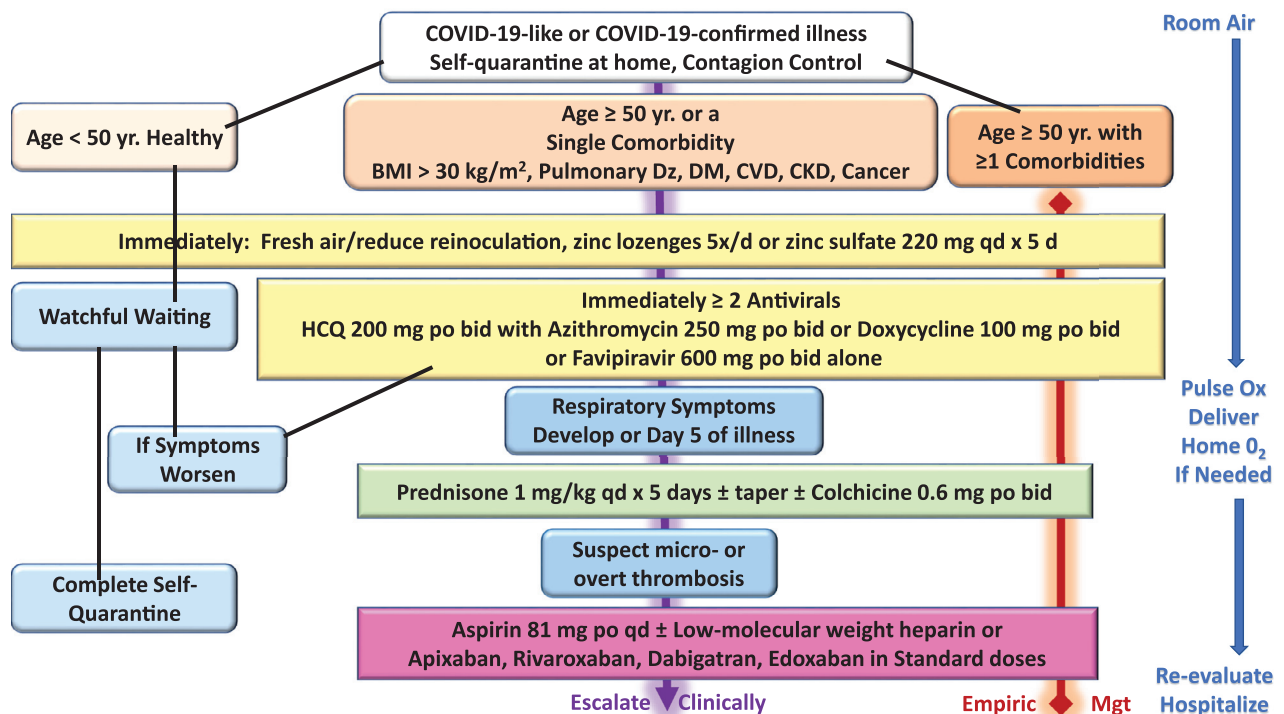 COVID-19-like or COVID-19-confirmed illness
Self-quarantine at home, Contagion Control
Room Air
Age < 50 yr. Healthy
Age ≥ 50 yr. or a
Single Comorbidity
BMI > 30 kg/m², Pulmonary Dz, DM, CVD, CKD, Cancer
Age ≥ 50 yr. with
≥1 Comorbidities
Immediately: Fresh air/reduce reinoculation, zinc lozenges 5x/d or zinc sulfate 220 mg qd x 5 d
Watchful Waiting
Immediately ≥ 2 Antivirals
HCQ 200 mg po bid with Azithromycin 250 mg po bid or Doxycycline 100 mg po bid
or Favipiravir 600 mg po bid alone
Pulse Ox
Deliver
Home 0₂
If Needed
Respiratory Symptoms
Develop or Day 5 of illness
If Symptoms
Worsen
Prednisone 1 mg/kg qd x 5 days ± taper ± Colchicine 0.6 mg po bid
Suspect micro- or
overt thrombosis
Complete Self-
Quarantine
Aspirin 81 mg po qd ± Low-molecular weight heparin or
Apixaban, Rivaroxaban, Dabigatran, Edoxaban in Standard doses
Escalate Clinically
Empiric Mgt
Re-evaluate
Hospitalize